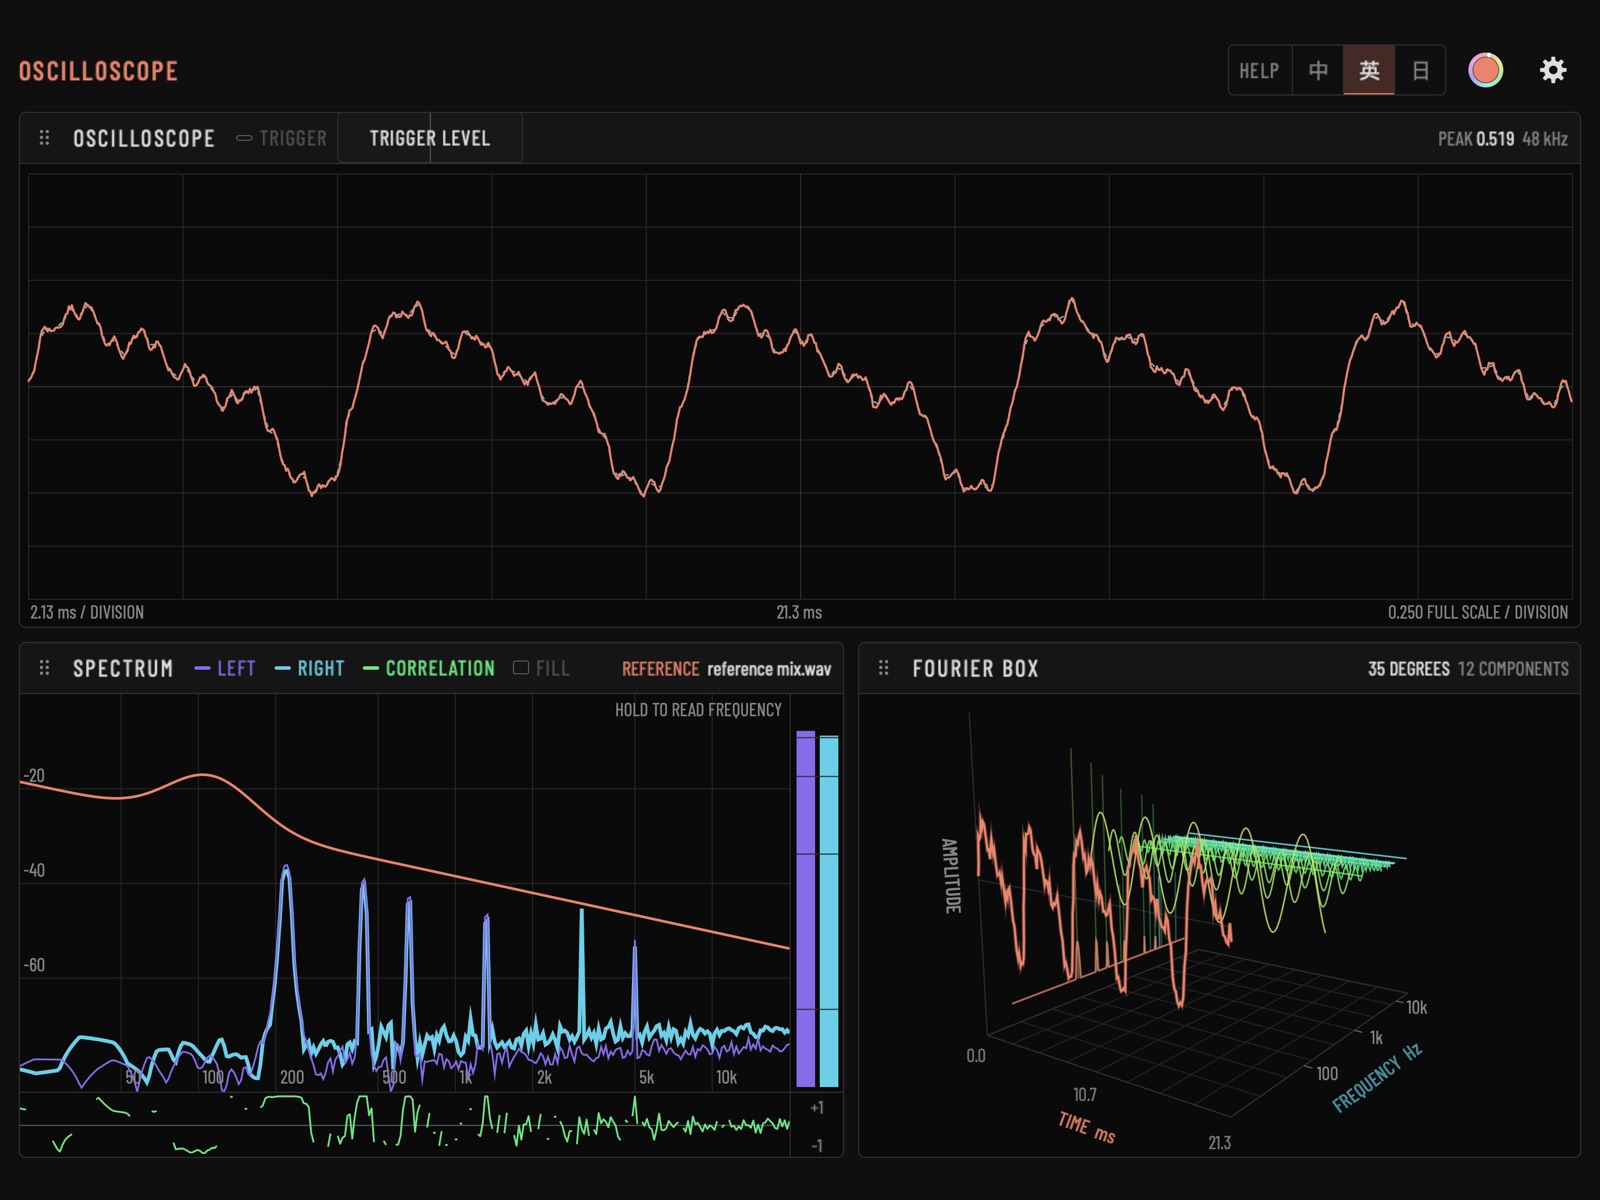 OSCILLOSCOPE
HELP 中 英 日
OSCILLOSCOPE TRIGGER TRIGGER LEVEL PEAK 0.519 48 kHz
2.13 ms / DIVISION 21.3 ms 0.250 FULL SCALE / DIVISION
SPECTRUM LEFT RIGHT CORRELATION FILL REFERENCE reference mix.wav
HOLD TO READ FREQUENCY
-20
-40
-60
50 100 200 500 1k 2k 5k 10k
+1
-1
FOURIER BOX 35 DEGREES 12 COMPONENTS
AMPLITUDE
0.0
10.7
21.3
TIME ms
100
1k
10k
FREQUENCY Hz